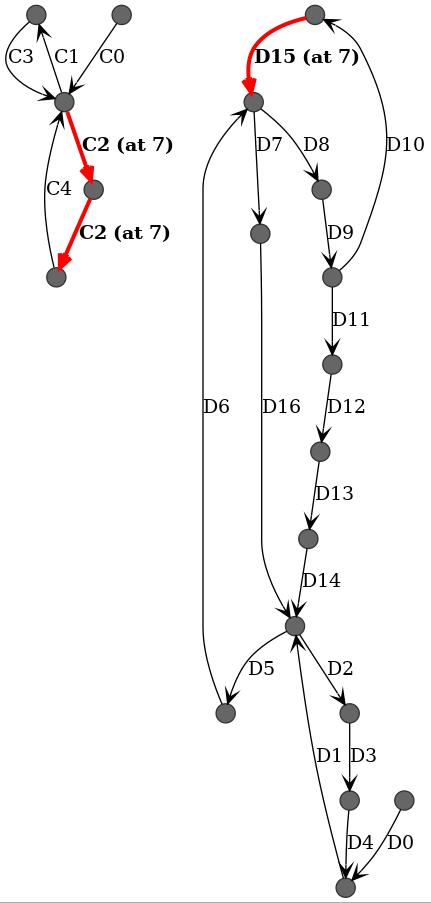 C3
C1
C0
C2 (at 7)
C4
C2 (at 7)
D15 (at 7)
D7
D8
D10
D9
D11
D6
D16
D12
D13
D14
D5
D2
D1
D3
D4
D0